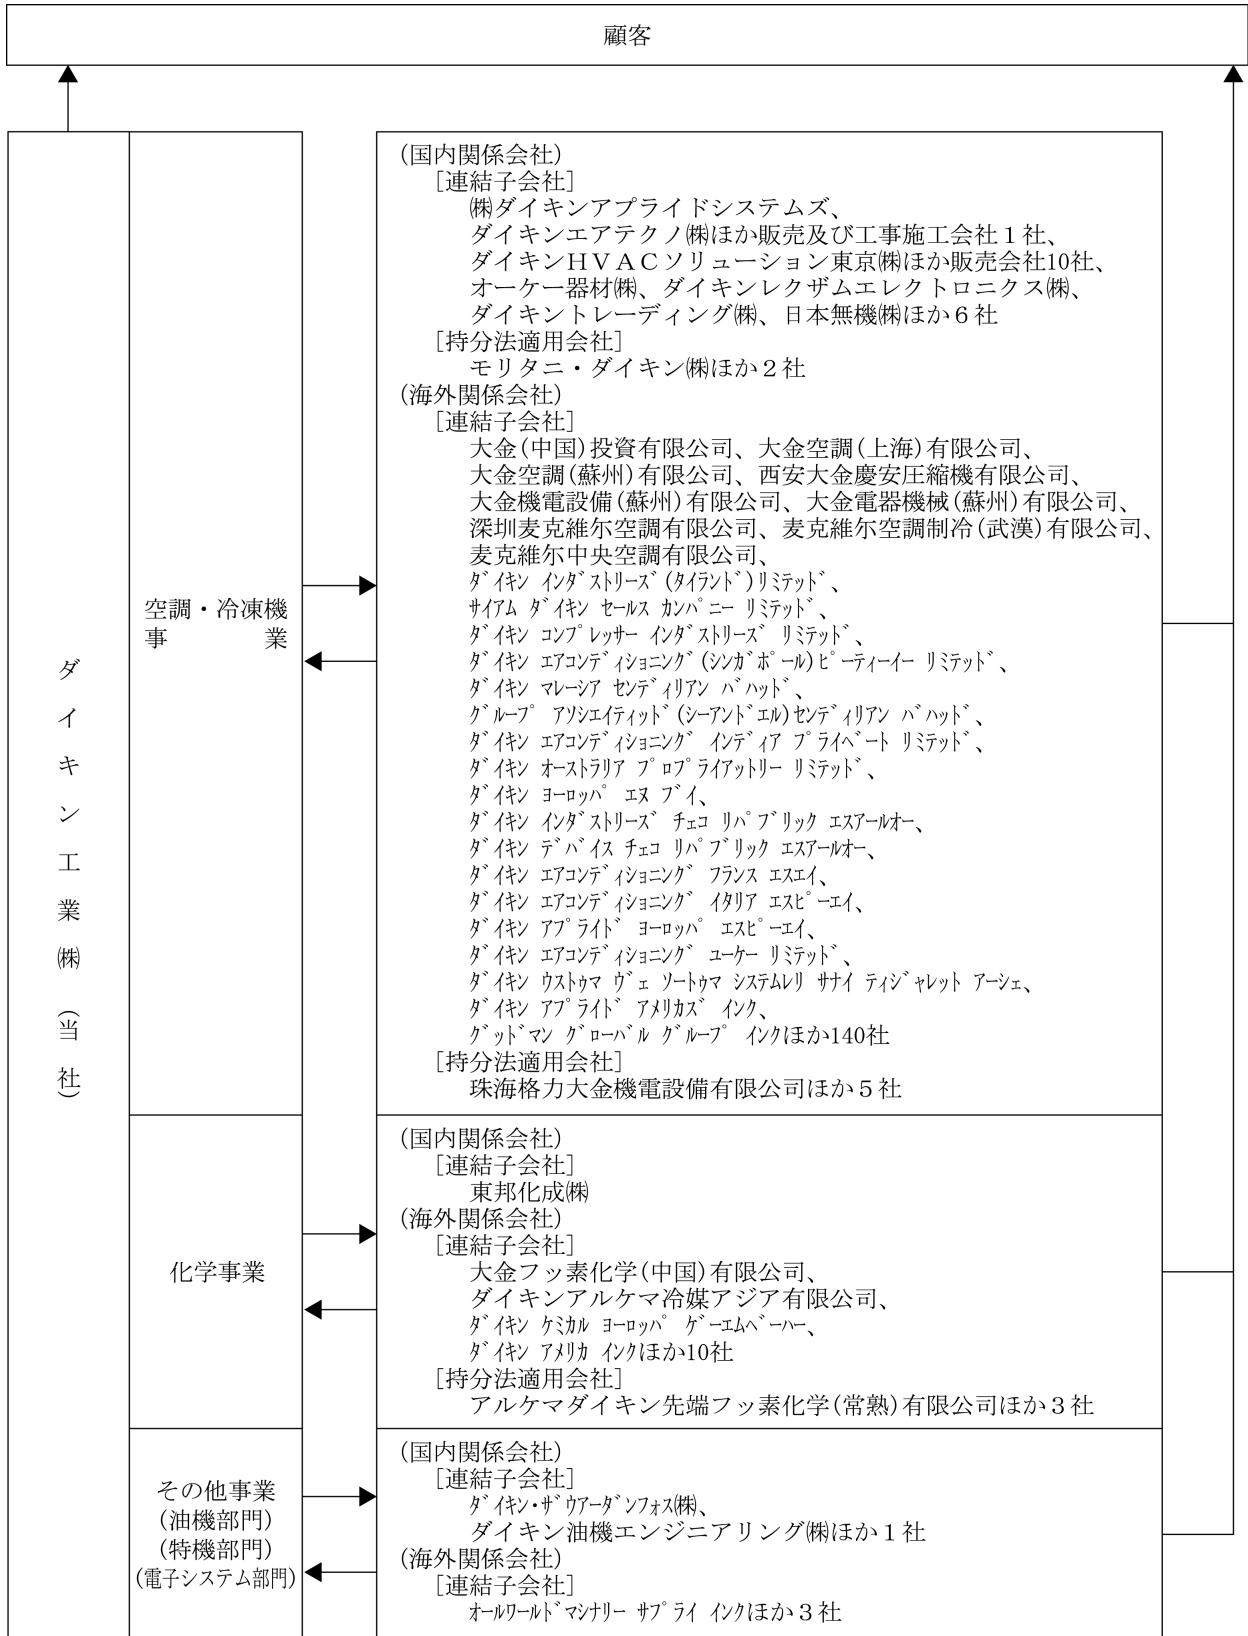 顧客
ダイキン工業㈱（当社）
空調・冷凍機
事業
(国内関係会社)
[連結子会社]
㈱ダイキンアプライドシステムズ、
ダイキンエアテクノ㈱ほか販売及び工事施工会社１社、
ダイキンＨＶＡＣソリューション東京㈱ほか販売会社10社、
オーケー器材㈱、ダイキンレクザムエレクトロニクス㈱、
ダイキントレーディング㈱、日本無機㈱ほか６社
[持分法適用会社]
モリタニ・ダイキン㈱ほか２社
(海外関係会社)
[連結子会社]
大金(中国)投資有限公司、大金空調(上海)有限公司、
大金空調(蘇州)有限公司、西安大金慶安圧縮機有限公司、
大金機電設備(蘇州)有限公司、大金電器機械(蘇州)有限公司、
深圳麦克維尔空調有限公司、麦克維尔空調制冷(武漢)有限公司、
麦克維尔中央空調有限公司、
ﾀﾞｲｷﾝ ｲﾝﾀﾞｽﾄﾘｰｽﾞ(ﾀｲﾗﾝﾄﾞ)ﾘﾐﾃｯﾄﾞ、
ｻｲｱﾑ ﾀﾞｲｷﾝ ｾｰﾙｽ ｶﾝﾊﾟﾆｰ ﾘﾐﾃｯﾄﾞ、
ﾀﾞｲｷﾝ ｺﾝﾌﾟﾚｯｻｰ ｲﾝﾀﾞｽﾄﾘｰｽﾞ ﾘﾐﾃｯﾄﾞ、
ﾀﾞｲｷﾝ ｴｱｺﾝﾃﾞｨｼｮﾆﾝｸﾞ(ｼﾝｶﾞﾎﾟｰﾙ)ﾋﾟｰﾃｨｰｲｰ ﾘﾐﾃｯﾄﾞ、
ﾀﾞｲｷﾝ ﾏﾚｰｼｱ ｾﾝﾃﾞｨﾘｱﾝ ﾊﾞﾊｯﾄﾞ、
ｸﾞﾙｰﾌﾟ ｱｿｼｴｲﾃｨｯﾄﾞ(ｼｰｱﾝﾄﾞｴﾙ)ｾﾝﾃﾞｨﾘｱﾝ ﾊﾞﾊｯﾄﾞ、
ﾀﾞｲｷﾝ ｴｱｺﾝﾃﾞｨｼｮﾆﾝｸﾞ ｲﾝﾃﾞｨｱ ﾌﾟﾗｲﾍﾞｰﾄ ﾘﾐﾃｯﾄﾞ、
ﾀﾞｲｷﾝ ｵｰｽﾄﾗﾘｱ ﾌﾟﾛﾌﾟﾗｲｱｯﾄﾘｰ ﾘﾐﾃｯﾄﾞ、
ﾀﾞｲｷﾝ ﾖｰﾛｯﾊﾟ ｴﾇ ﾌﾞｲ、
ﾀﾞｲｷﾝ ｲﾝﾀﾞｽﾄﾘｰｽﾞ ﾁｪｺ ﾘﾊﾟﾌﾞﾘｯｸ ｴｽｱｰﾙｵｰ、
ﾀﾞｲｷﾝ ﾃﾞﾊﾞｲｽ ﾁｪｺ ﾘﾊﾟﾌﾞﾘｯｸ ｴｽｱｰﾙｵｰ、
ﾀﾞｲｷﾝ ｴｱｺﾝﾃﾞｨｼｮﾆﾝｸﾞ ﾌﾗﾝｽ ｴｽｴｲ、
ﾀﾞｲｷﾝ ｴｱｺﾝﾃﾞｨｼｮﾆﾝｸﾞ ｲﾀﾘｱ ｴｽﾋﾟｰｴｲ、
ﾀﾞｲｷﾝ ｱﾌﾟﾗｲﾄﾞ ﾖｰﾛｯﾊﾟ ｴｽﾋﾟｰｴｲ、
ﾀﾞｲｷﾝ ｴｱｺﾝﾃﾞｨｼｮﾆﾝｸﾞ ﾕｰｹｰ ﾘﾐﾃｯﾄﾞ、
ﾀﾞｲｷﾝ ｳｽﾄｩﾏ ｳﾞｪ ｿｰﾄｩﾏ ｼｽﾃﾑﾚﾘ ｻﾅｲ ﾃｨｼﾞｬﾚｯﾄ ｱｰｼｪ、
ﾀﾞｲｷﾝ ｱﾌﾟﾗｲﾄﾞ ｱﾒﾘｶｽﾞ ｲﾝｸ、
ｸﾞｯﾄﾞﾏﾝ ｸﾞﾛｰﾊﾞﾙ ｸﾞﾙｰﾌﾟ ｲﾝｸほか140社
[持分法適用会社]
珠海格力大金機電設備有限公司ほか５社
化学事業
(国内関係会社)
[連結子会社]
東邦化成㈱
(海外関係会社)
[連結子会社]
大金フッ素化学(中国)有限公司、
ダイキンアルケマ冷媒アジア有限公司、
ﾀﾞｲｷﾝ ｹﾐｶﾙ ﾖｰﾛｯﾊﾟ ｹﾞｰｴﾑﾍﾞｰﾊｰ、
ﾀﾞｲｷﾝ ｱﾒﾘｶ ｲﾝｸほか10社
[持分法適用会社]
アルケマダイキン先端フッ素化学(常熟)有限公司ほか３社
その他事業
(油機部門)
(特機部門)
(電子システム部門)
(国内関係会社)
[連結子会社]
ﾀﾞｲｷﾝ･ｻﾞｳｱｰﾀﾞﾝﾌｫｽ㈱、
ダイキン油機エンジニアリング㈱ほか１社
(海外関係会社)
[連結子会社]
ｵｰﾙﾜｰﾙﾄﾞﾏｼﾅﾘｰ ｻﾌﾟﾗｲ ｲﾝｸほか３社